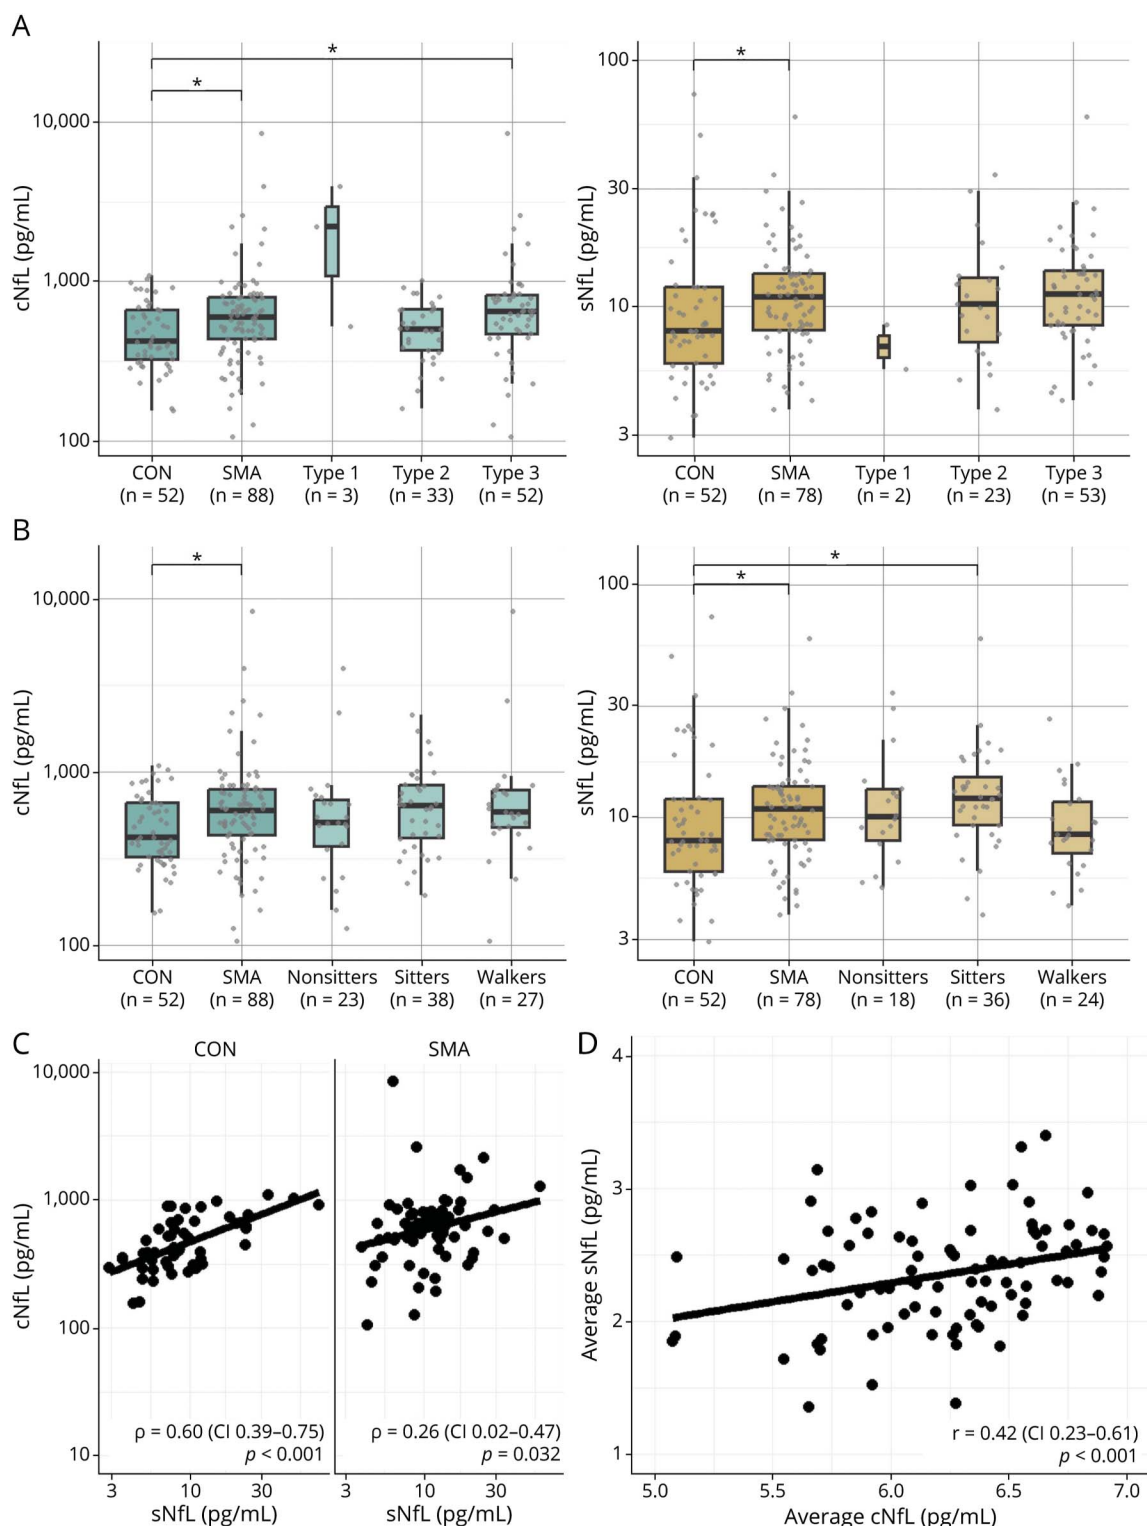 A
*
*
10,000
1,000
100
cNfL (pg/mL)
CON
(n = 52)
SMA
(n = 88)
Type 1
(n = 3)
Type 2
(n = 33)
Type 3
(n = 52)
*
100
30
10
3
sNfL (pg/mL)
CON
(n = 52)
SMA
(n = 78)
Type 1
(n = 2)
Type 2
(n = 23)
Type 3
(n = 53)
B
*
10,000
1,000
100
cNfL (pg/mL)
CON
(n = 52)
SMA
(n = 88)
Nonsitters
(n = 23)
Sitters
(n = 38)
Walkers
(n = 27)
*
*
100
30
10
3
sNfL (pg/mL)
CON
(n = 52)
SMA
(n = 78)
Nonsitters
(n = 18)
Sitters
(n = 36)
Walkers
(n = 24)
C
CON
SMA
10,000
1,000
100
10
cNfL (pg/mL)
ρ = 0.60 (CI 0.39–0.75)
p < 0.001
ρ = 0.26 (CI 0.02–0.47)
p = 0.032
3
10
30
3
10
30
sNfL (pg/mL)
sNfL (pg/mL)
D
4
3
2
1
Average sNfL (pg/mL)
r = 0.42 (CI 0.23–0.61)
p < 0.001
5.0
5.5
6.0
6.5
7.0
Average cNfL (pg/mL)